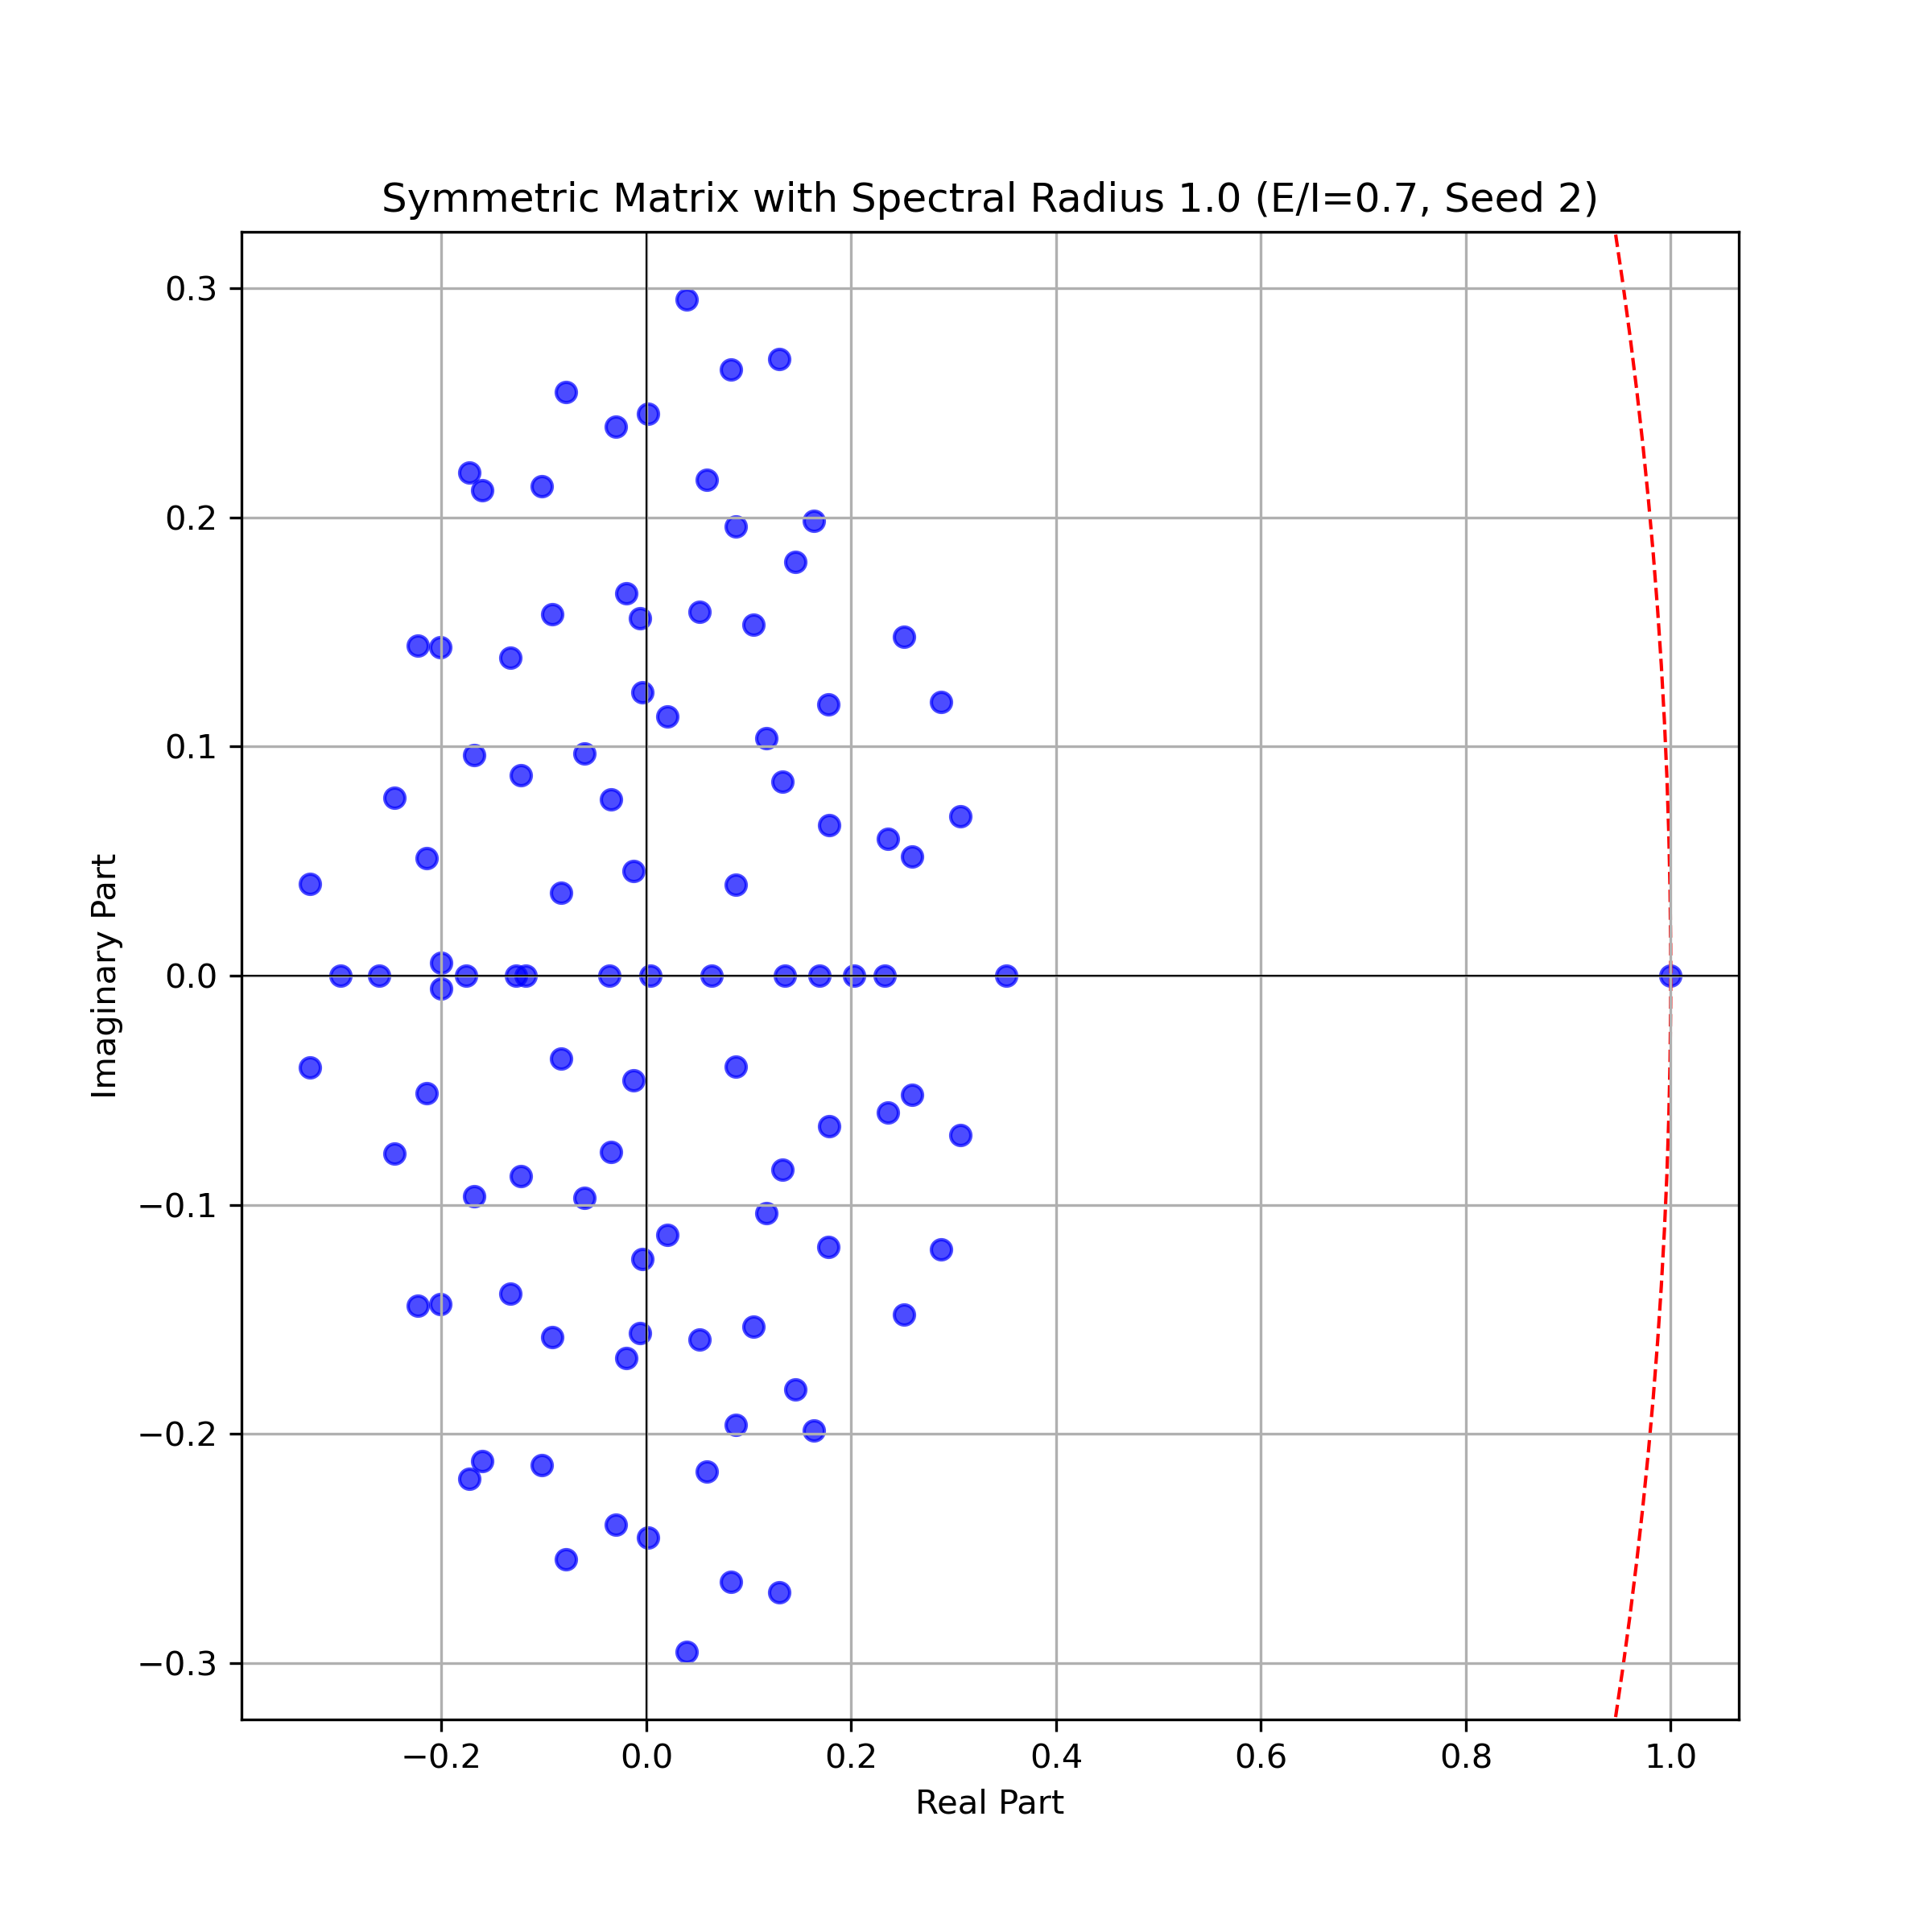 Symmetric Matrix with Spectral Radius 1.0 (E/I=0.7, Seed 2)
0.3
0.2
0.1
0.0
−0.1
−0.2
−0.3
Imaginary Part
−0.2 0.0 0.2 0.4 0.6 0.8 1.0
Real Part